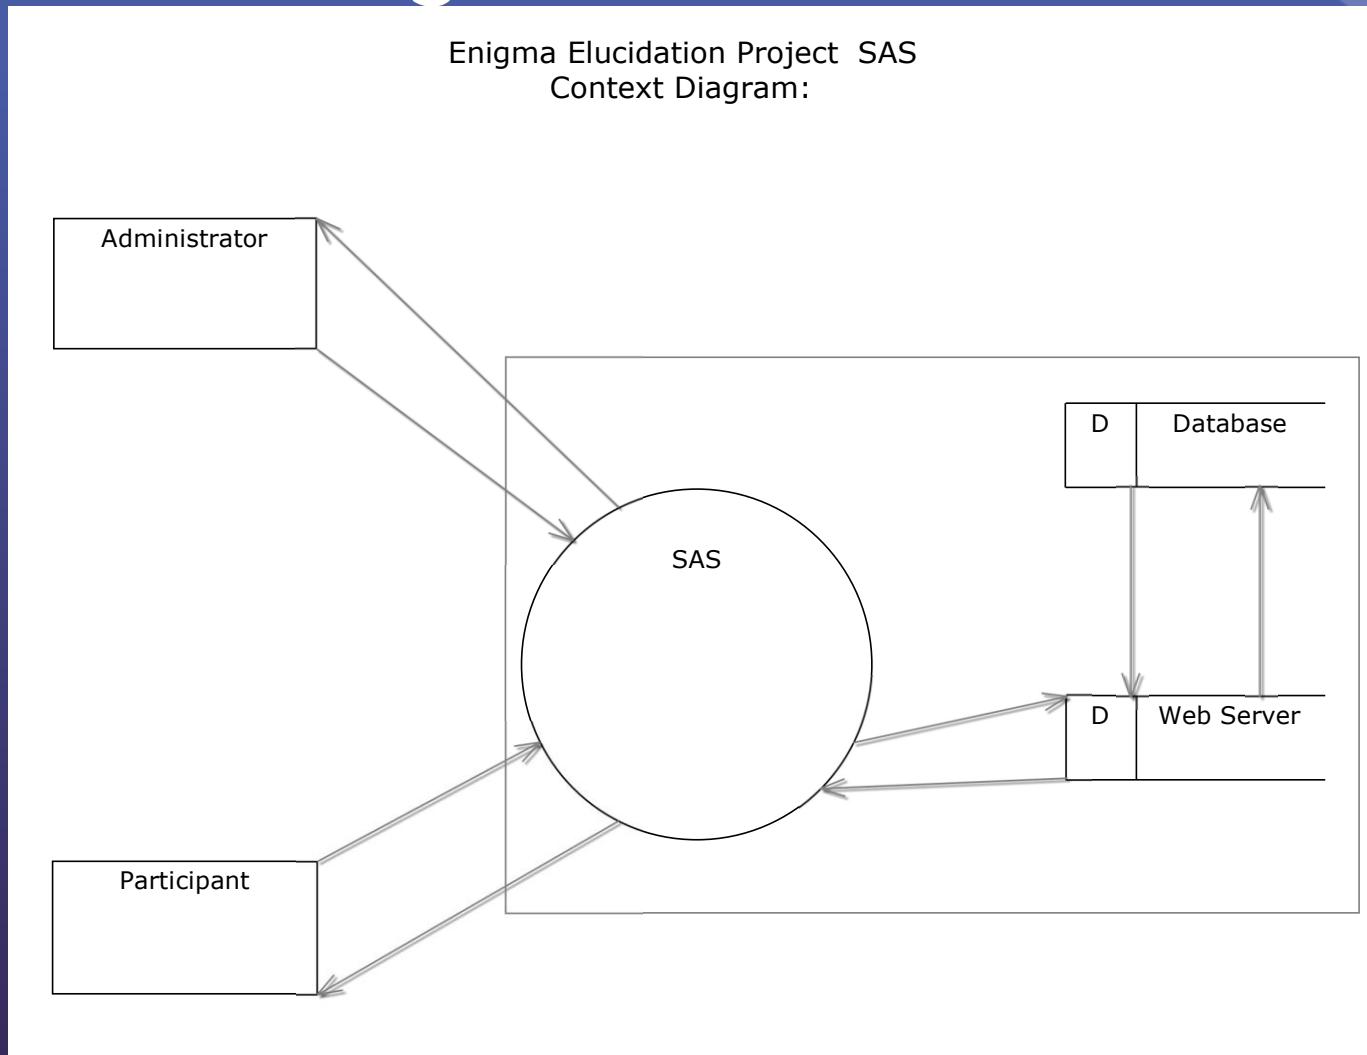 Enigma Elucidation Project SAS
Context Diagram:
Administrator
D Database
SAS
D Web Server
Participant